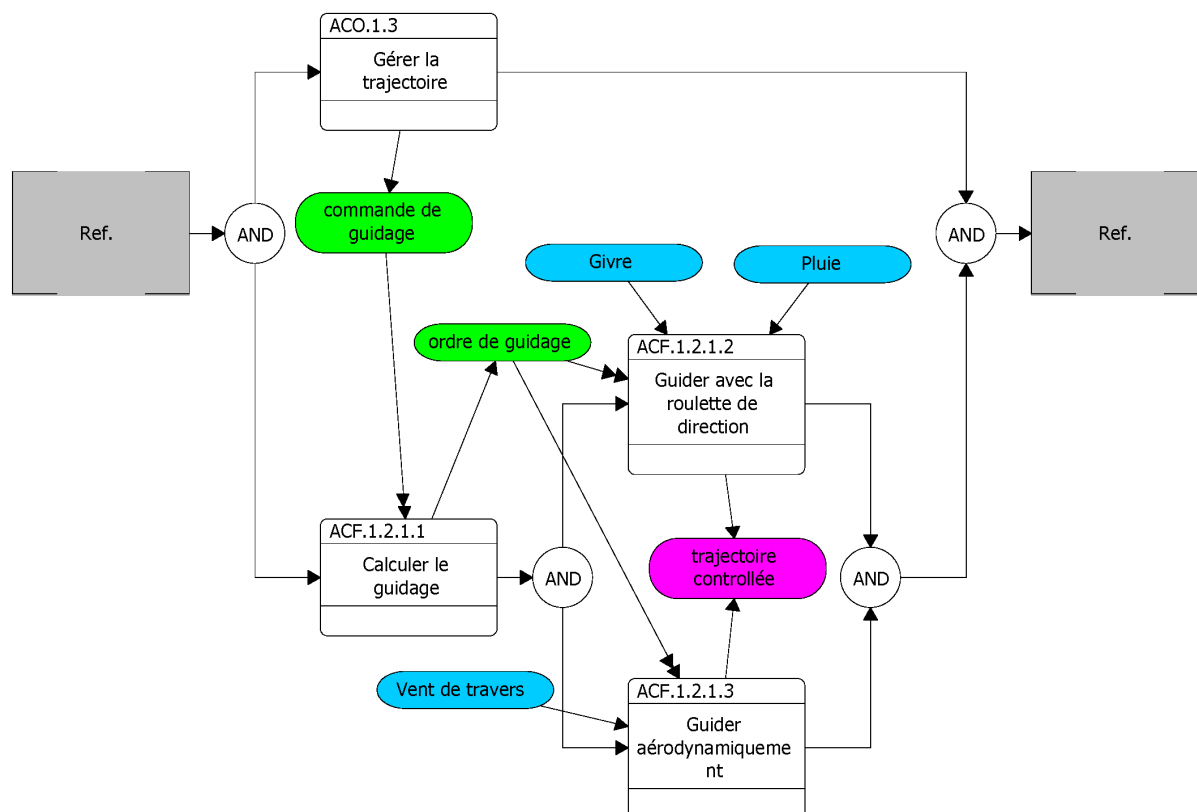 ACO.1.3
Gérer la
trajectoire
Ref.
AND
commande de
guidage
AND
Ref.
Givre
Pluie
ordre de guidage
ACF.1.2.1.2
Guider avec la
roulette de
direction
ACF.1.2.1.1
Calculer le
guidage
AND
trajectoire
controllée
AND
Vent de travers
ACF.1.2.1.3
Guider
aérodynamiqueme
nt